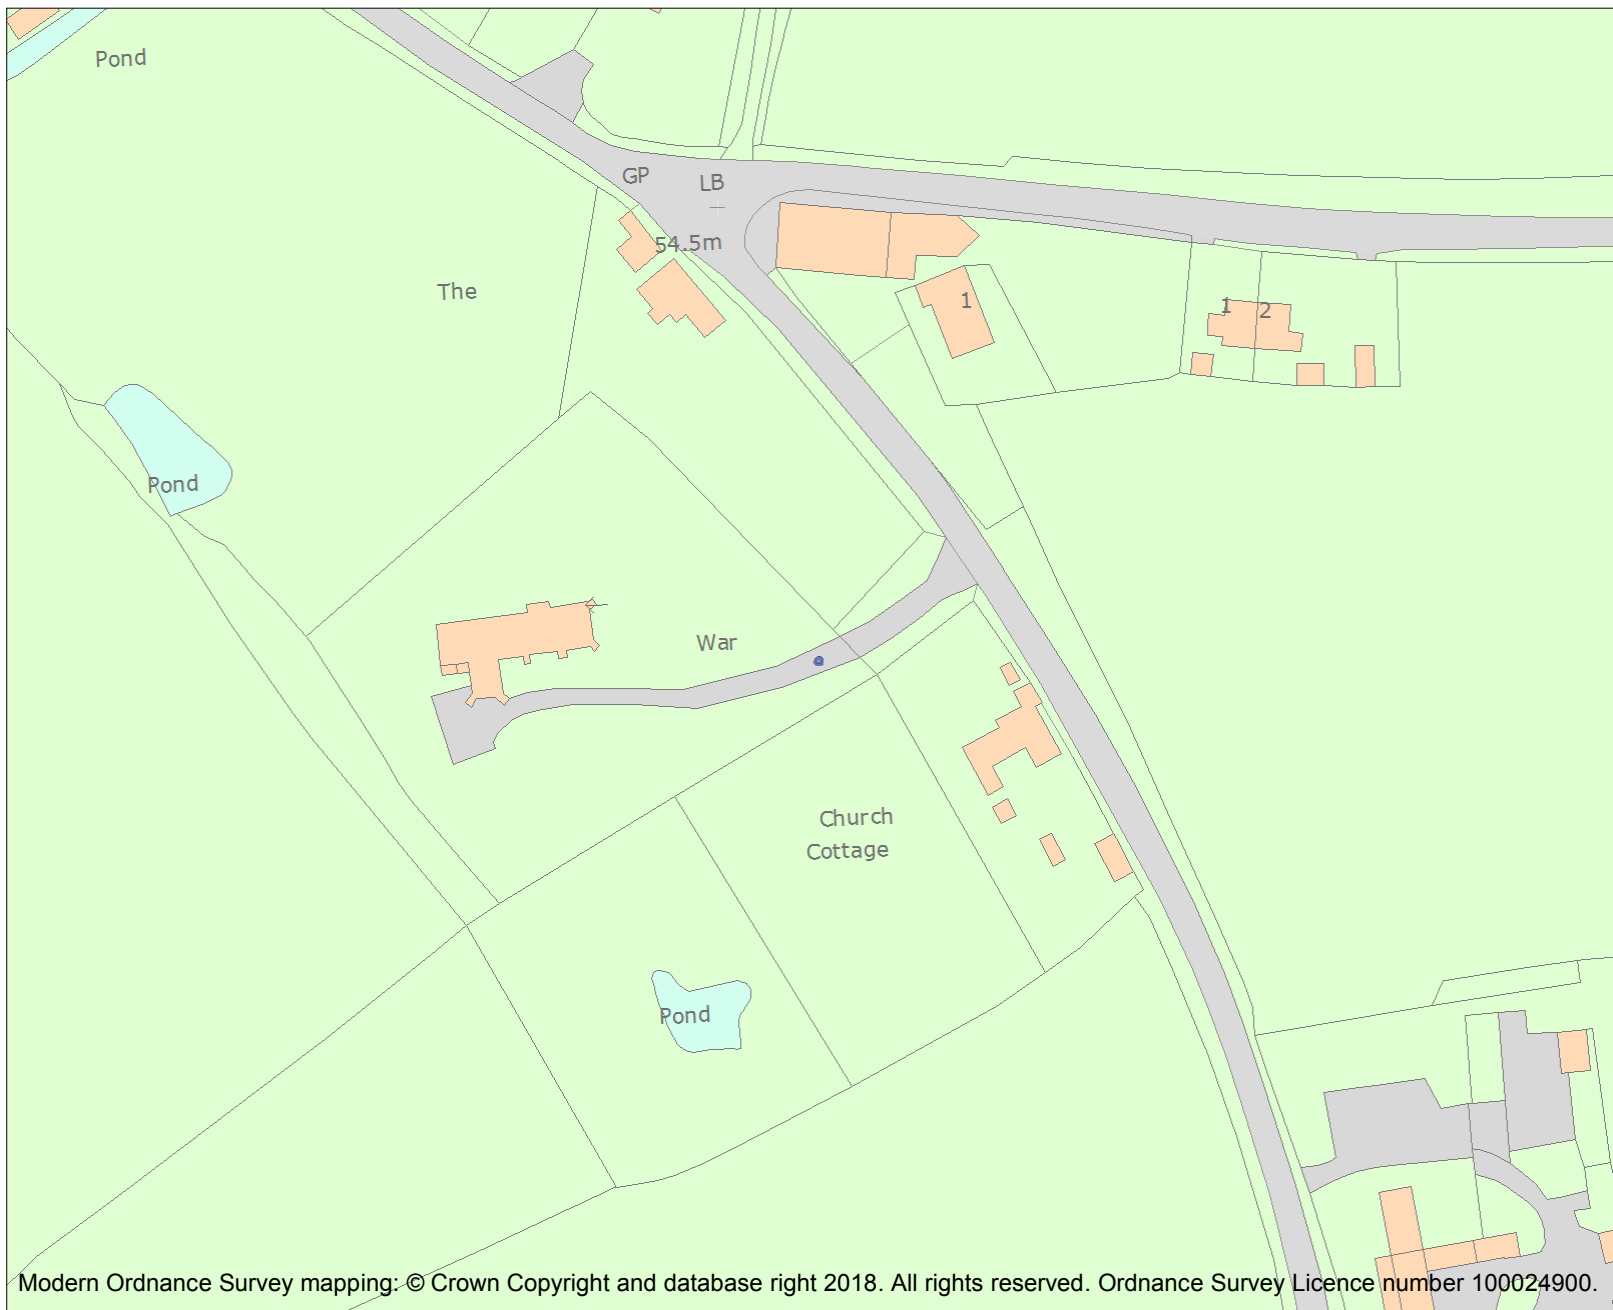 Pond
GP
LB
54.5m
The
1
1
2
Pond
War
Church
Cottage
Pond
Modern Ordnance Survey mapping: © Crown Copyright and database right 2018. All rights reserved. Ordnance Survey Licence number 100024900.